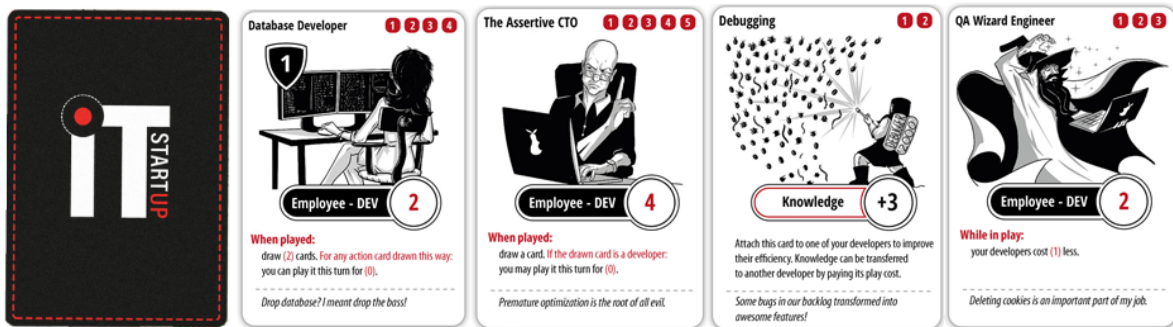 iT
STARTUP
Database Developer
1 2 3 4
1
Employee - DEV
2
When played:
draw (2) cards. For any action card drawn this way:
you can play it this turn for (0).
Drop database? I meant drop the bass!
The Assertive CTO
1 2 3 4 5
Employee - DEV
4
When played:
draw a card. If the drawn card is a developer:
you may play it this turn for (0).
Premature optimization is the root of all evil.
Debugging
1 2
Knowledge
+3
Attach this card to one of your developers to improve
their efficiency. Knowledge can be transferred
to another developer by paying its play cost.
Some bugs in our backlog transformed into
awesome features!
QA Wizard Engineer
1 2 3
Employee - DEV
2
While in play:
your developers cost (1) less.
Deleting cookies is an important part of my job.